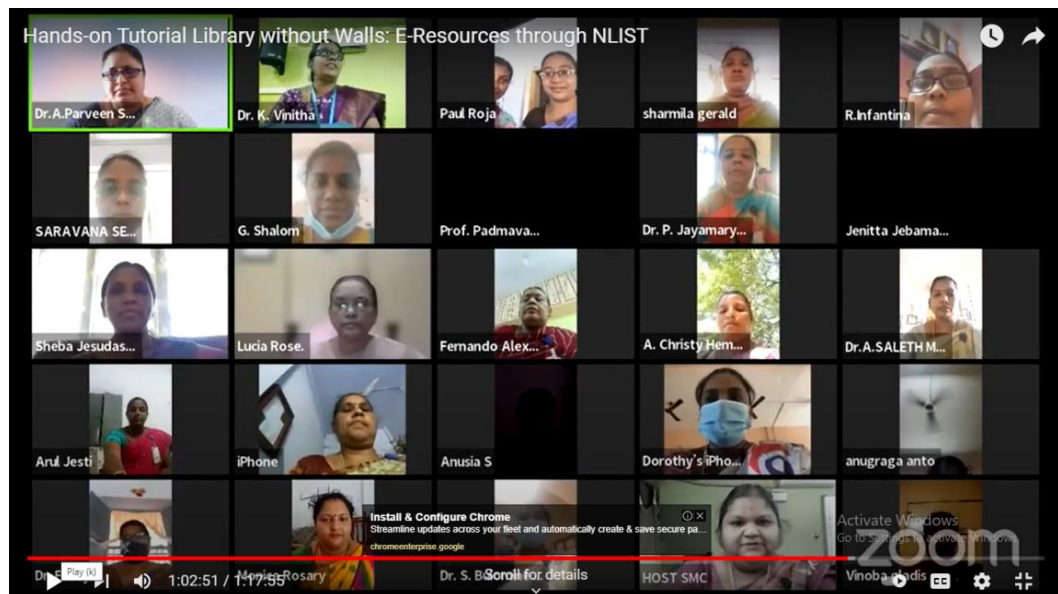 Hands-on Tutorial Library without Walls: E-Resources through NLIST
Dr.A.Parveen S...
Dr. K. Vinitha
Paul Roja
sharmila gerald
R.Infantina
SARAVANA SE...
G. Shalom
Prof. Padmava...
Dr. P. Jayamary...
Jenitta Jebama...
Sheba Jesudas...
Lucia Rose.
Fernando Alex...
A. Christy Hem...
Dr.A.SALETH M...
Arul Jesti
iPhone
Anusia S
Dorothy's iPho...
anugraga anto
Install & Configure Chrome
Streamline updates across your fleet and automatically create & save secure pa...
chromeenterprise.google
Activate Windows
Go to Settings to activate Windows.
zoom
Play (k)
1:02:51 / 1:17:55
Rosary
Dr. S.
Scroll for details
HOST SMC
Vinoba
CC